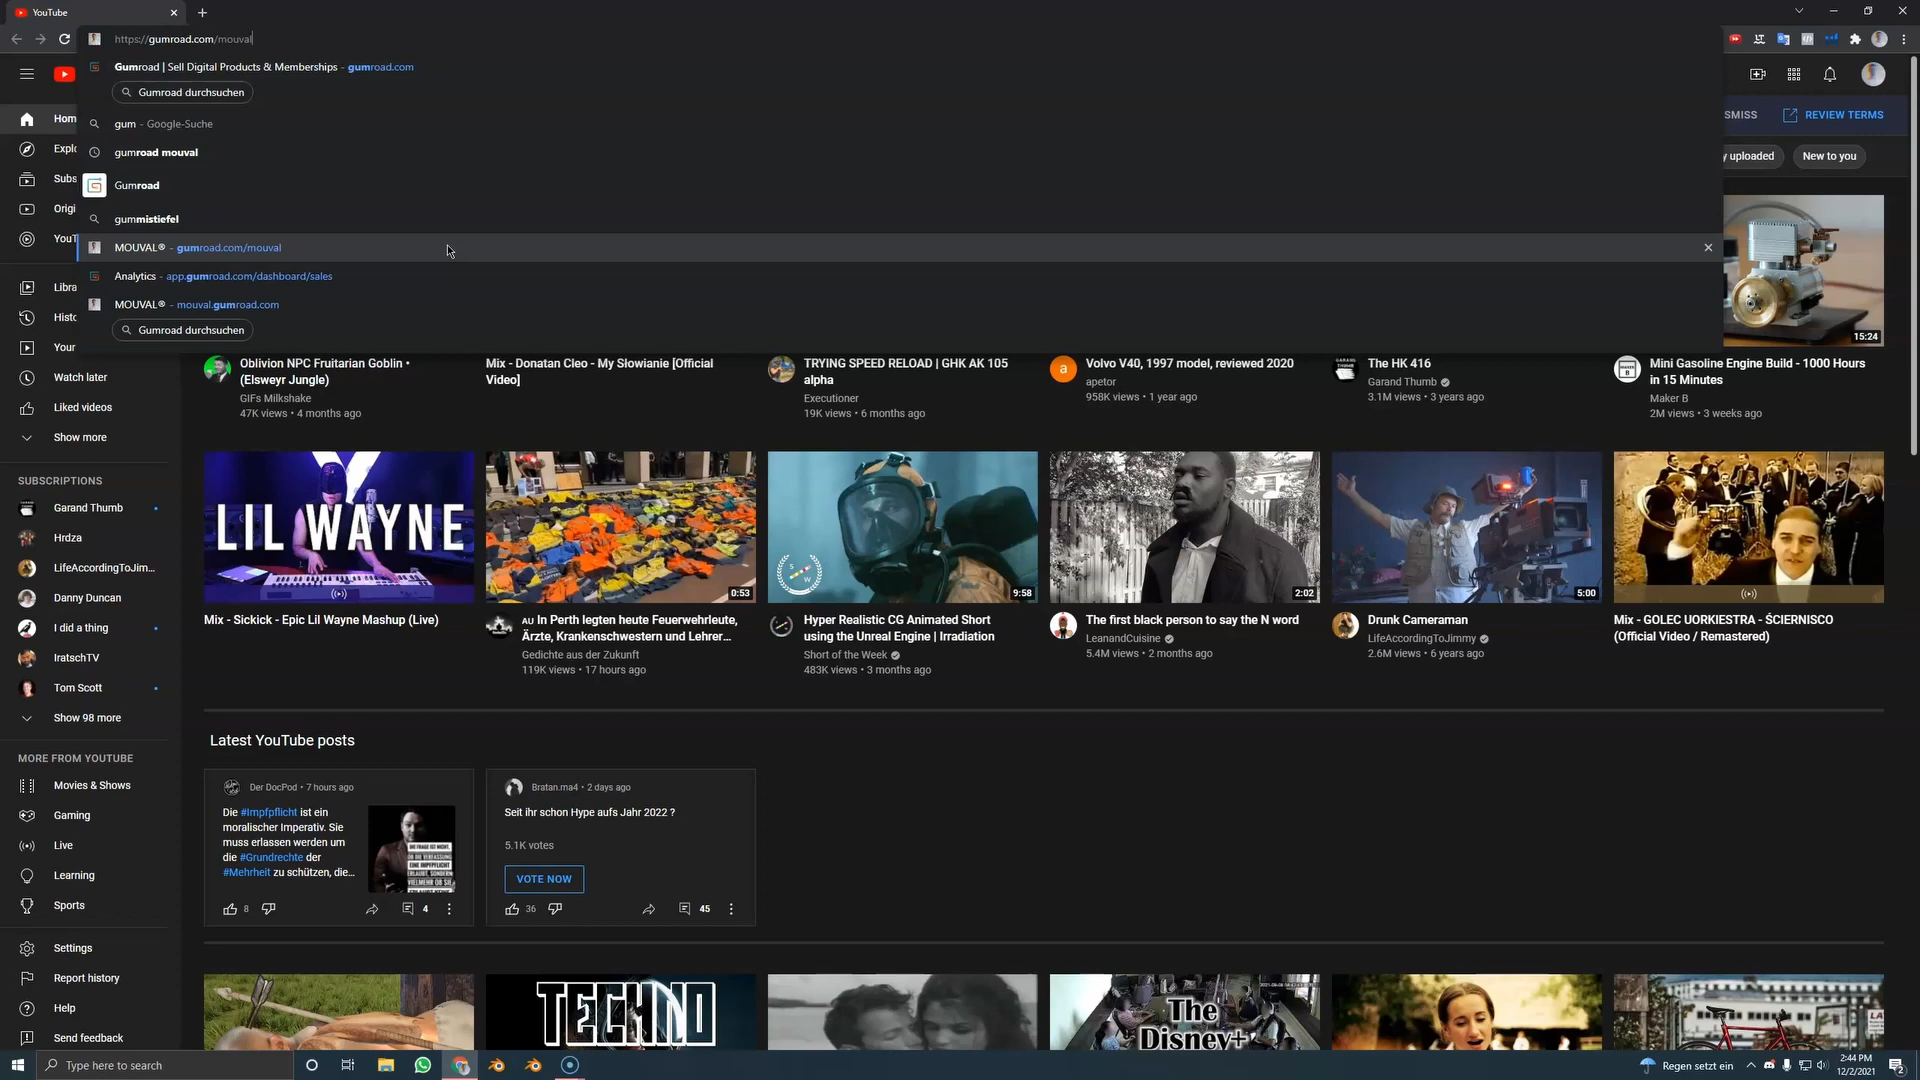 YouTube
https://gumroad.com/mouval
Gumroad | Sell Digital Products & Memberships - gumroad.com
Gumroad durchsuchen
gum - Google-Suche
gumroad mouval
Gumroad
gummistiefel
MOUVAL® - gumroad.com/mouval
Analytics - app.gumroad.com/dashboard/sales
MOUVAL® - mouval.gumroad.com
Gumroad durchsuchen
SMISS
REVIEW TERMS
y uploaded
New to you
Hom
Explo
Subs
Origi
YouT
Libra
Histo
Your
Watch later
Liked videos
Show more
SUBSCRIPTIONS
Garand Thumb
Hrdza
LifeAccordingToJim...
Danny Duncan
I did a thing
IratschTV
Tom Scott
Show 98 more
MORE FROM YOUTUBE
Movies & Shows
Gaming
Live
Learning
Sports
Settings
Report history
Help
Send feedback
15:24
Oblivion NPC Fruitarian Goblin •
(Elsweyr Jungle)
GIFs Milkshake
47K views • 4 months ago
Mix - Donatan Cleo - My Słowianie [Official
Video]
TRYING SPEED RELOAD | GHK AK 105
alpha
Executioner
19K views • 6 months ago
a
Volvo V40, 1997 model, reviewed 2020
apetor
958K views • 1 year ago
The HK 416
Garand Thumb
3.1M views • 3 years ago
MAKER
B
Mini Gasoline Engine Build - 1000 Hours
in 15 Minutes
Maker B
2M views • 3 weeks ago
LIL WAYNE
Mix - Sickick - Epic Lil Wayne Mashup (Live)
0:53
AU In Perth legten heute Feuerwehrleute,
Ärzte, Krankenschwestern und Lehrer...
Gedichte aus der Zukunft
119K views • 17 hours ago
S
W
9:58
Hyper Realistic CG Animated Short
using the Unreal Engine | Irradiation
Short of the Week
483K views • 3 months ago
2:02
The first black person to say the N word
LeanandCuisine
5.4M views • 2 months ago
5:00
Drunk Cameraman
LifeAccordingToJimmy
2.6M views • 6 years ago
Mix - GOLEC UORKIESTRA - ŚCIERNISCO
(Official Video / Remastered)
Latest YouTube posts
Der DocPod • 7 hours ago
Die #Impfpflicht ist ein
moralischer Imperativ. Sie
muss erlassen werden um
die #Grundrechte der
#Mehrheit zu schützen, die...
8
4
Bratan.ma4 • 2 days ago
Seit ihr schon Hype aufs Jahr 2022 ?
5.1K votes
VOTE NOW
36
45
TECHNO
The
Disney+
Type here to search
Regen setzt ein
2:44 PM
12/2/2021
2